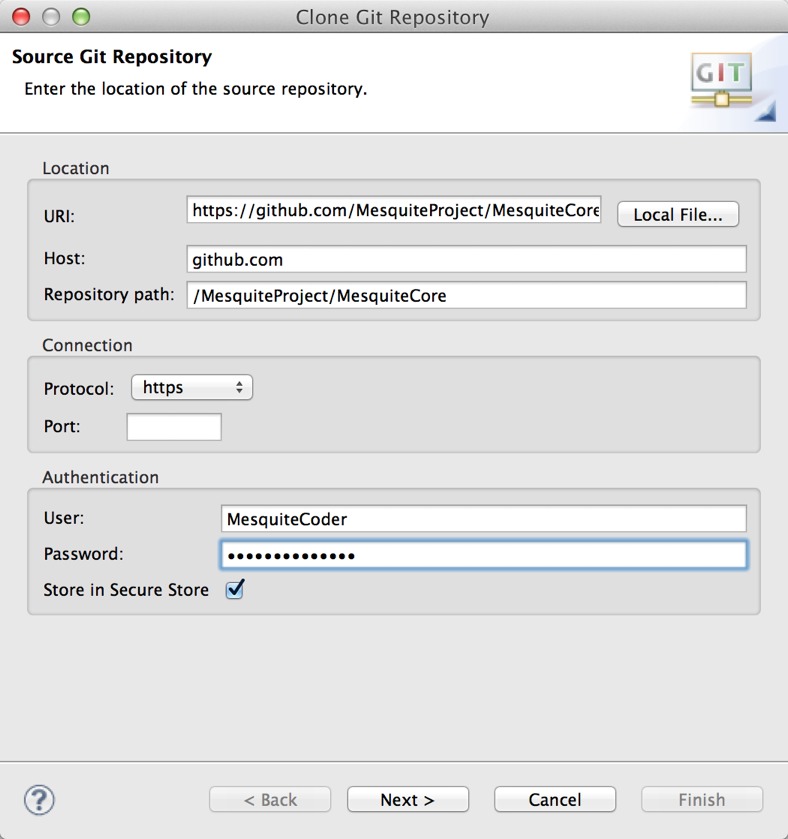 Clone Git Repository
Source Git Repository
Enter the location of the source repository.
GIT
Location
URI: https://github.com/MesquiteProject/MesquiteCore Local File...
Host: github.com
Repository path: /MesquiteProject/MesquiteCore
Connection
Protocol: https
Port:
Authentication
User: MesquiteCoder
Password: ••••••••••••••
Store in Secure Store
? < Back Next > Cancel Finish